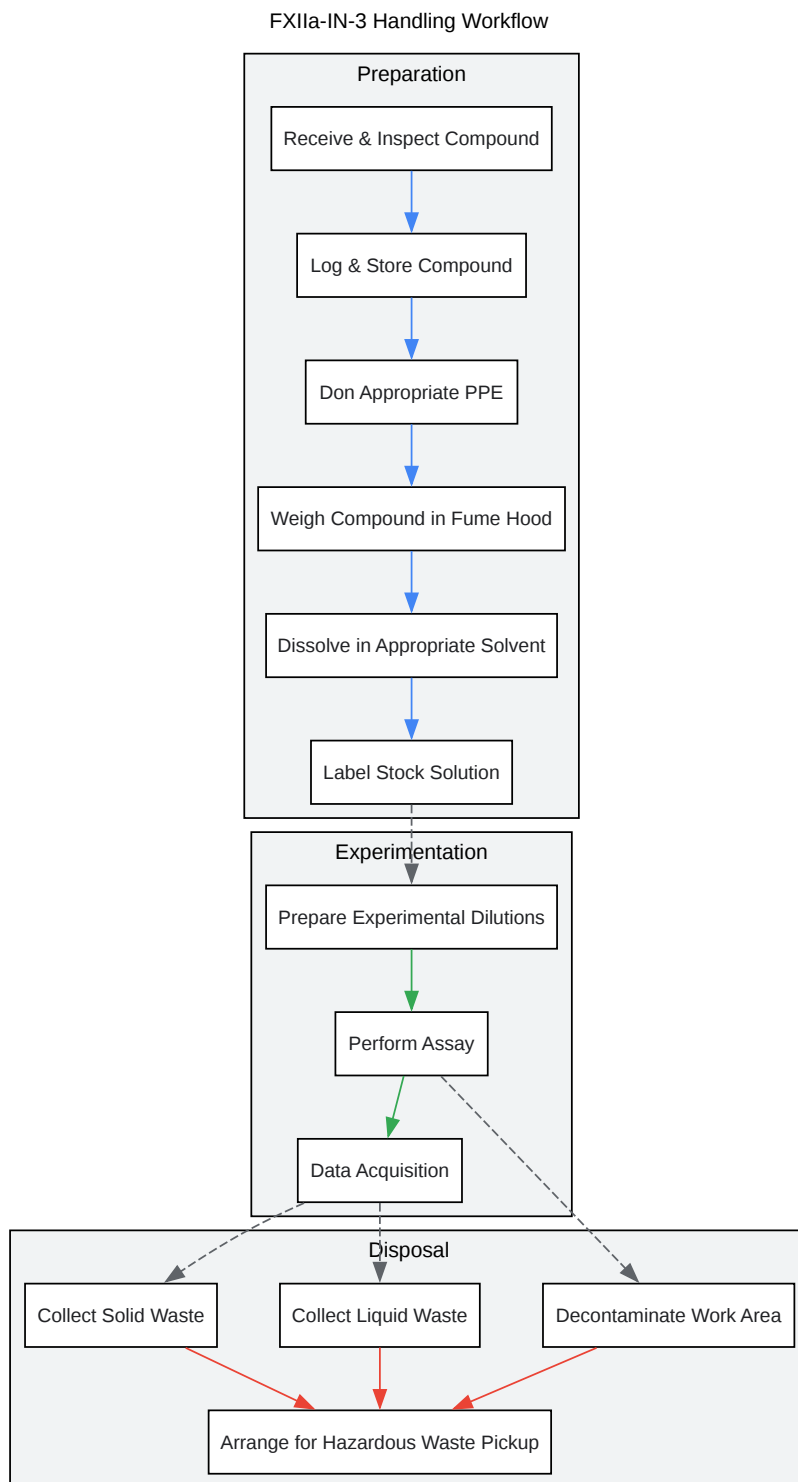 FXIIa-IN-3 Handling Workflow
Preparation
Receive & Inspect Compound
Log & Store Compound
Don Appropriate PPE
Weigh Compound in Fume Hood
Dissolve in Appropriate Solvent
Label Stock Solution
Experimentation
Prepare Experimental Dilutions
Perform Assay
Data Acquisition
Disposal
Collect Solid Waste
Collect Liquid Waste
Decontaminate Work Area
Arrange for Hazardous Waste Pickup